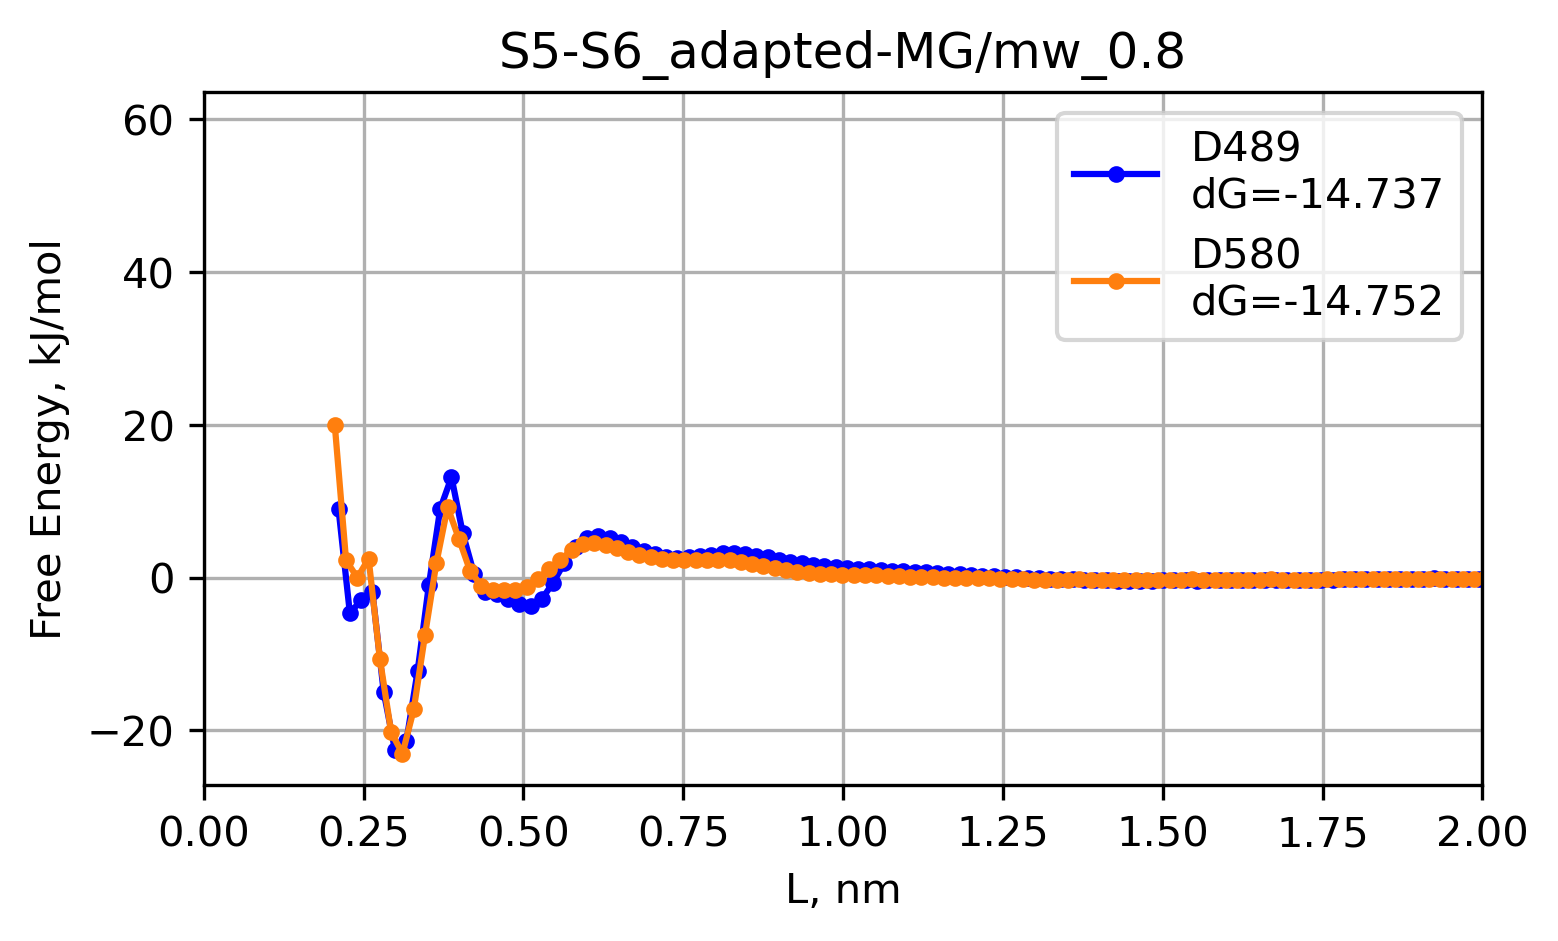 S5-S6_adapted-MG/mw_0.8
60
40
20
0
−20
Free Energy, kJ/mol
D489
dG=-14.737
D580
dG=-14.752
0.00 0.25 0.50 0.75 1.00 1.25 1.50 1.75 2.00
L, nm